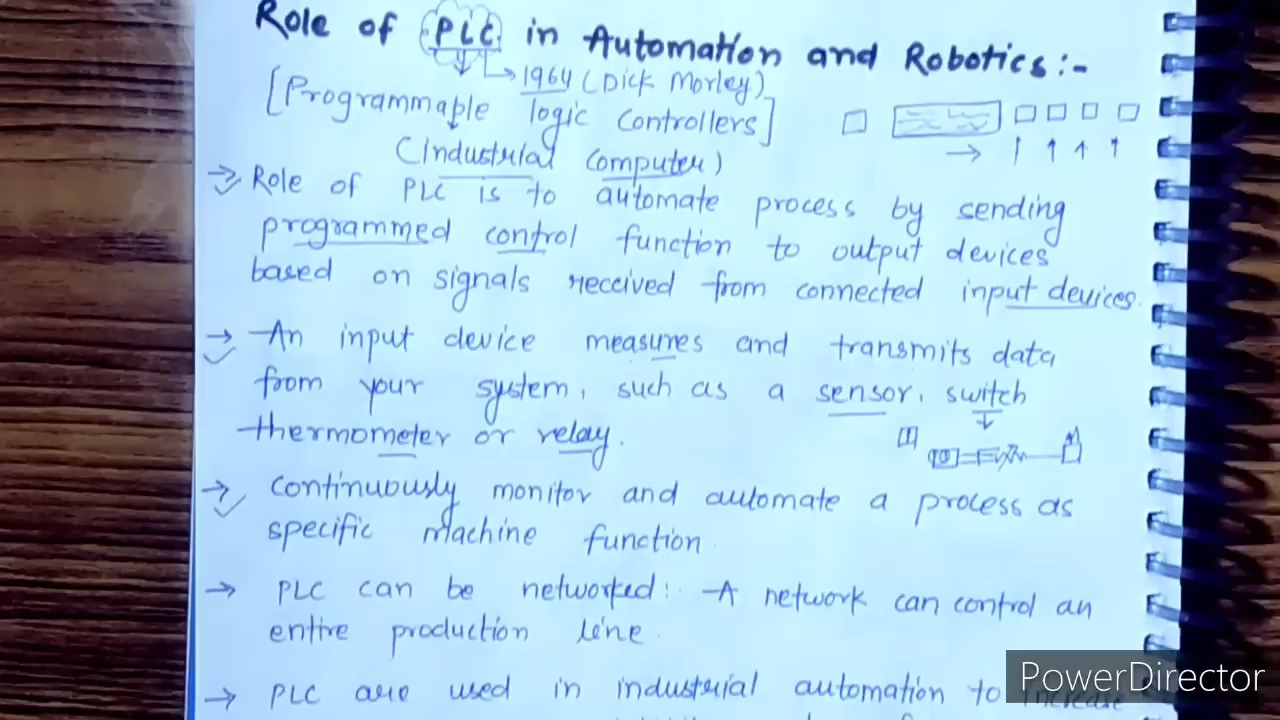 Role of PLC in Automation and Robotics:-
→ 1964 (Dick Morley)
[Programmable logic controllers]
(Industrial Computer)
→ Role of PLC is to automate process by sending
programmed control function to output devices
based on signals received from connected input devices.
→ An input device measures and transmits data
from your system, such as a sensor, switch
thermometer or relay.
→ Continuously monitor and automate a process as
specific machine function.
→ PLC can be networked:- A network can control an
entire production line.
→ PLC are used in industrial automation to increase
PowerDirector